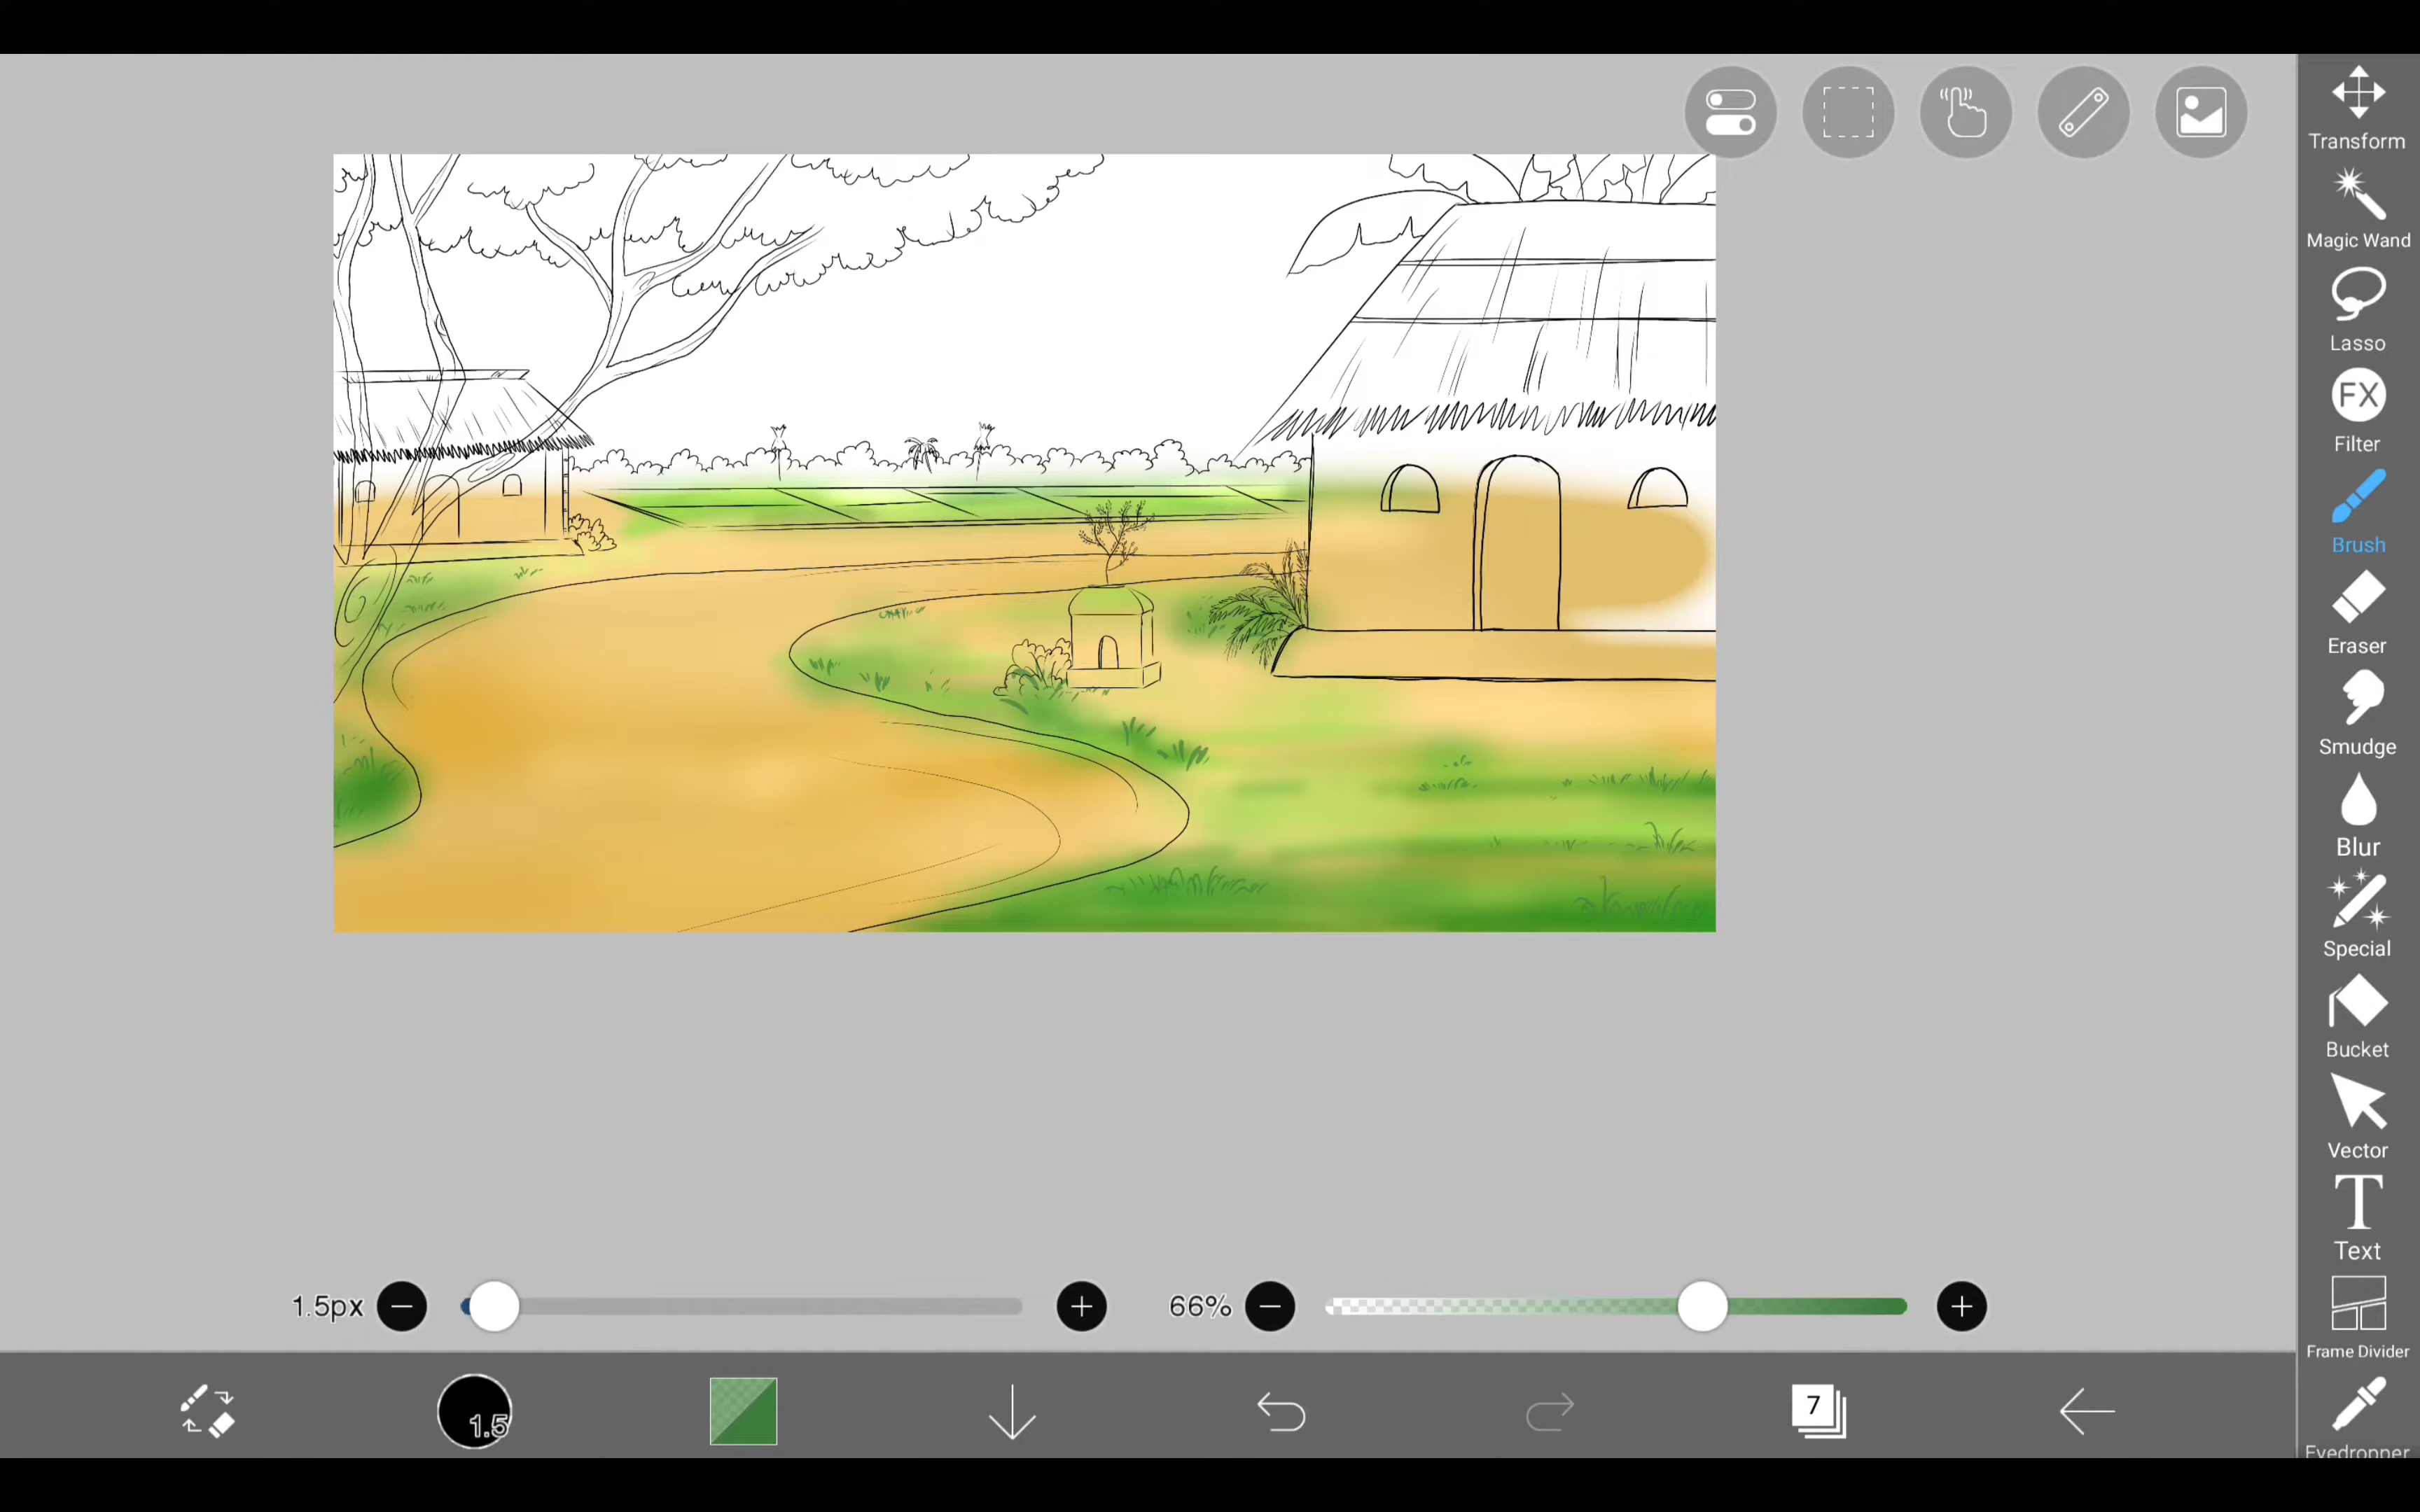 Transform
Magic Wand
Lasso
FX
Filter
Brush
Eraser
Smudge
Blur
Special
Bucket
Vector
T
Text
Frame Divider
Eyedropper
1.5px
66%
1.5
7